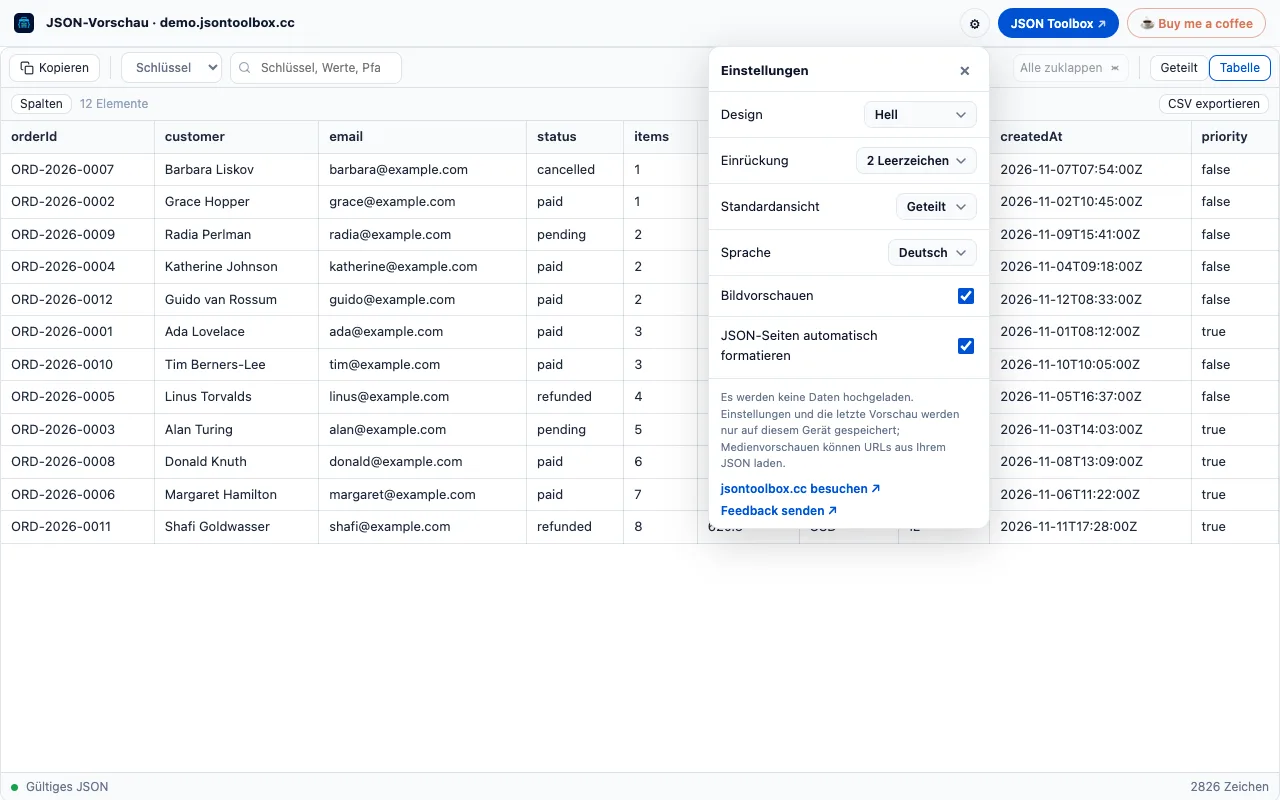 JSON-Vorschau · demo.jsontoolbox.cc
JSON Toolbox ↗
Buy me a coffee
Kopieren
Schlüssel
Schlüssel, Werte, Pfa
Alle zuklappen
Geteilt
Tabelle
Spalten
12 Elemente
CSV exportieren
orderId customer email status items createdAt priority
ORD-2026-0007 Barbara Liskov barbara@example.com cancelled 1 2026-11-07T07:54:00Z false
ORD-2026-0002 Grace Hopper grace@example.com paid 1 2026-11-02T10:45:00Z false
ORD-2026-0009 Radia Perlman radia@example.com pending 2 2026-11-09T15:41:00Z false
ORD-2026-0004 Katherine Johnson katherine@example.com paid 2 2026-11-04T09:18:00Z false
ORD-2026-0012 Guido van Rossum guido@example.com paid 2 2026-11-12T08:33:00Z false
ORD-2026-0001 Ada Lovelace ada@example.com paid 3 2026-11-01T08:12:00Z true
ORD-2026-0010 Tim Berners-Lee tim@example.com paid 3 2026-11-10T10:05:00Z false
ORD-2026-0005 Linus Torvalds linus@example.com refunded 4 2026-11-05T16:37:00Z false
ORD-2026-0003 Alan Turing alan@example.com pending 5 2026-11-03T14:03:00Z true
ORD-2026-0008 Donald Knuth donald@example.com paid 6 2026-11-08T13:09:00Z true
ORD-2026-0006 Margaret Hamilton margaret@example.com paid 7 2026-11-06T11:22:00Z true
ORD-2026-0011 Shafi Goldwasser shafi@example.com refunded 8 2026-11-11T17:28:00Z true
Einstellungen
Design Hell
Einrückung 2 Leerzeichen
Standardansicht Geteilt
Sprache Deutsch
Bildvorschauen
JSON-Seiten automatisch
formatieren
Es werden keine Daten hochgeladen.
Einstellungen und die letzte Vorschau werden
nur auf diesem Gerät gespeichert;
Medienvorschauen können URLs aus Ihrem
JSON laden.
jsontoolbox.cc besuchen ↗
Feedback senden ↗
Gültiges JSON
2826 Zeichen